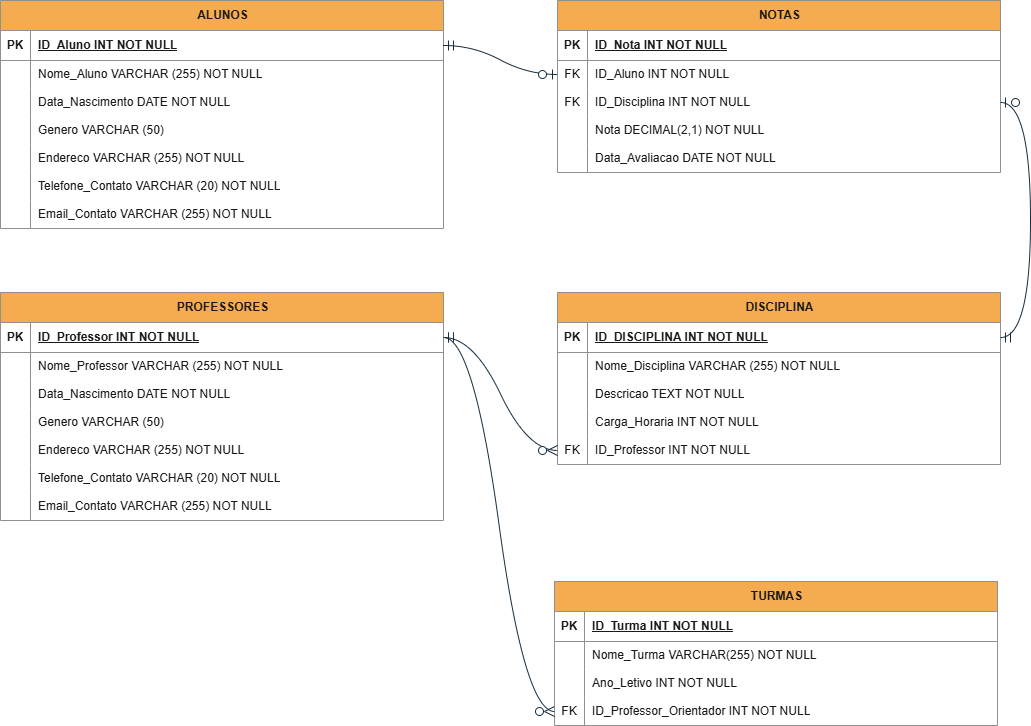 ALUNOS
PK ID_Aluno INT NOT NULL
Nome_Aluno VARCHAR (255) NOT NULL
Data_Nascimento DATE NOT NULL
Genero VARCHAR (50)
Endereco VARCHAR (255) NOT NULL
Telefone_Contato VARCHAR (20) NOT NULL
Email_Contato VARCHAR (255) NOT NULL
NOTAS
PK ID_Nota INT NOT NULL
FK ID_Aluno INT NOT NULL
FK ID_Disciplina INT NOT NULL
Nota DECIMAL(2,1) NOT NULL
Data_Avaliacao DATE NOT NULL
PROFESSORES
PK ID_Professor INT NOT NULL
Nome_Professor VARCHAR (255) NOT NULL
Data_Nascimento DATE NOT NULL
Genero VARCHAR (50)
Endereco VARCHAR (255) NOT NULL
Telefone_Contato VARCHAR (20) NOT NULL
Email_Contato VARCHAR (255) NOT NULL
DISCIPLINA
PK ID_DISCIPLINA INT NOT NULL
Nome_Disciplina VARCHAR (255) NOT NULL
Descricao TEXT NOT NULL
Carga_Horaria INT NOT NULL
FK ID_Professor INT NOT NULL
TURMAS
PK ID_Turma INT NOT NULL
Nome_Turma VARCHAR(255) NOT NULL
Ano_Letivo INT NOT NULL
FK ID_Professor_Orientador INT NOT NULL